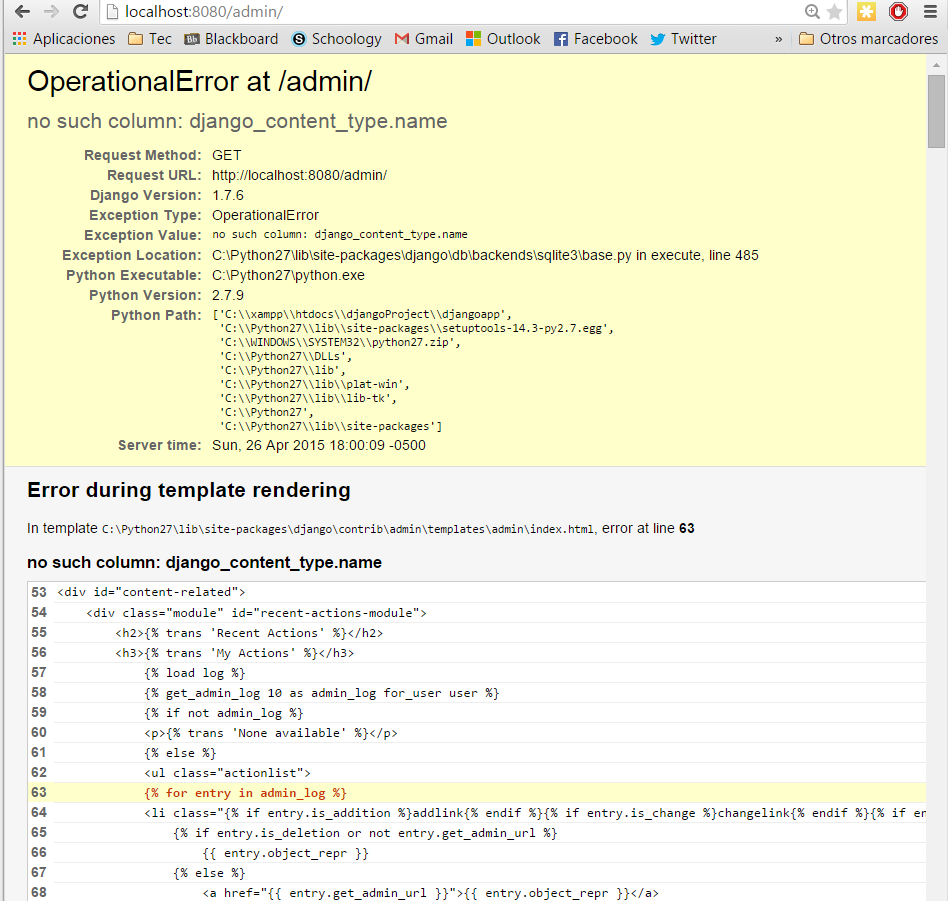 localhost:8080/admin/
Aplicaciones Tec Bb Blackboard S Schoology Gmail Outlook Facebook Twitter » Otros marcadores
OperationalError at /admin/
no such column: django_content_type.name
Request Method: GET
Request URL: http://localhost:8080/admin/
Django Version: 1.7.6
Exception Type: OperationalError
Exception Value: no such column: django_content_type.name
Exception Location: C:\Python27\lib\site-packages\django\db\backends\sqlite3\base.py in execute, line 485
Python Executable: C:\Python27\python.exe
Python Version: 2.7.9
Python Path: ['C:\\xampp\\htdocs\\djangoProject\\djangoapp',
'C:\\Python27\\lib\\site-packages\\setuptools-14.3-py2.7.egg',
'C:\\WINDOWS\\SYSTEM32\\python27.zip',
'C:\\Python27\\DLLs',
'C:\\Python27\\lib',
'C:\\Python27\\lib\\plat-win',
'C:\\Python27\\lib\\lib-tk',
'C:\\Python27',
'C:\\Python27\\lib\\site-packages']
Server time: Sun, 26 Apr 2015 18:00:09 -0500
Error during template rendering
In template C:\Python27\lib\site-packages\django\contrib\admin\templates\admin\index.html, error at line 63
no such column: django_content_type.name
53 <div id="content-related">
54 <div class="module" id="recent-actions-module">
55 <h2>{% trans 'Recent Actions' %}</h2>
56 <h3>{% trans 'My Actions' %}</h3>
57 {% load log %}
58 {% get_admin_log 10 as admin_log for_user user %}
59 {% if not admin_log %}
60 <p>{% trans 'None available' %}</p>
61 {% else %}
62 <ul class="actionlist">
63 {% for entry in admin_log %}
64 <li class="{% if entry.is_addition %}addlink{% endif %}{% if entry.is_change %}changelink{% endif %}{% if en
65 {% if entry.is_deletion or not entry.get_admin_url %}
66 {{ entry.object_repr }}
67 {% else %}
68 <a href="{{ entry.get_admin_url }}">{{ entry.object_repr }}</a>